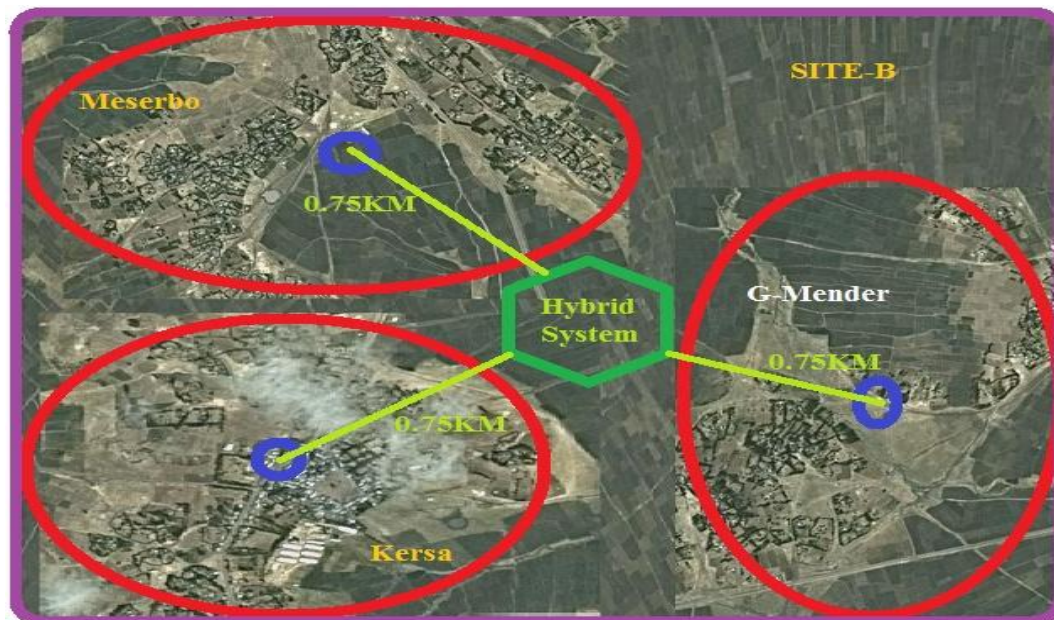 SITE-B
Meserbo
0.75KM
G-Mender
Hybrid
System
0.75KM
0.75KM
Kersa